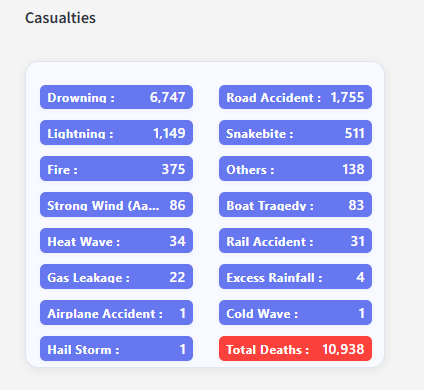 Casualties
Drowning : 6,747
Road Accident : 1,755
Lightning : 1,149
Snakebite : 511
Fire : 375
Others : 138
Strong Wind (Aa... 86
Boat Tragedy : 83
Heat Wave : 34
Rail Accident : 31
Gas Leakage : 22
Excess Rainfall : 4
Airplane Accident : 1
Cold Wave : 1
Hail Storm : 1
Total Deaths : 10,938